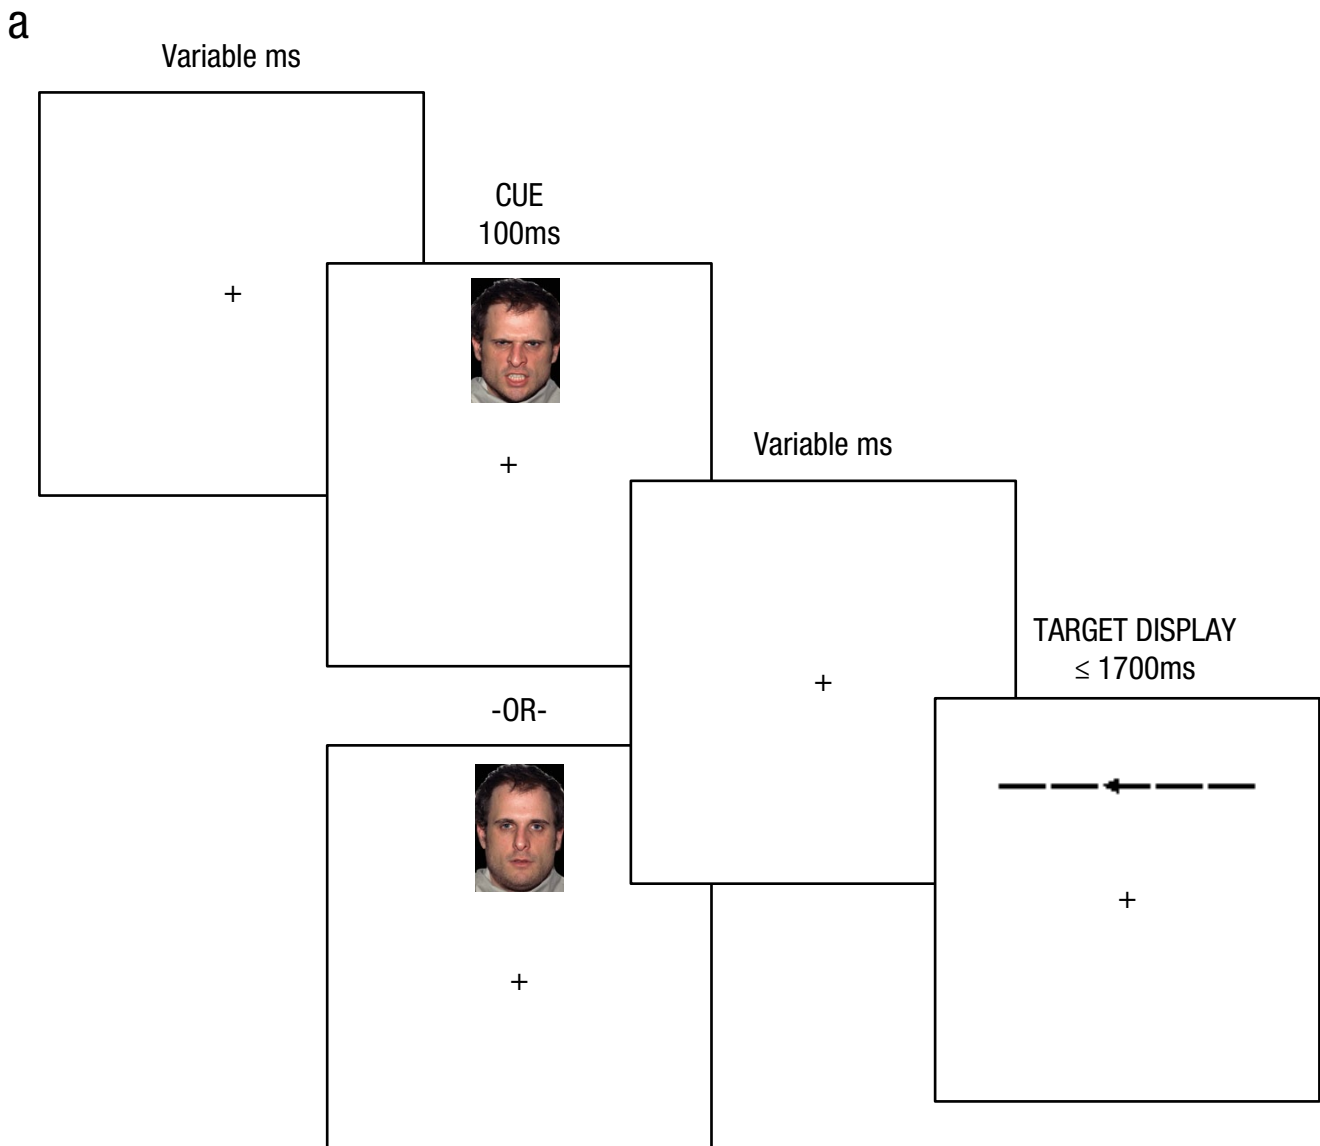 a
Variable ms
CUE
100ms
Variable ms
-OR-
TARGET DISPLAY
≤ 1700ms